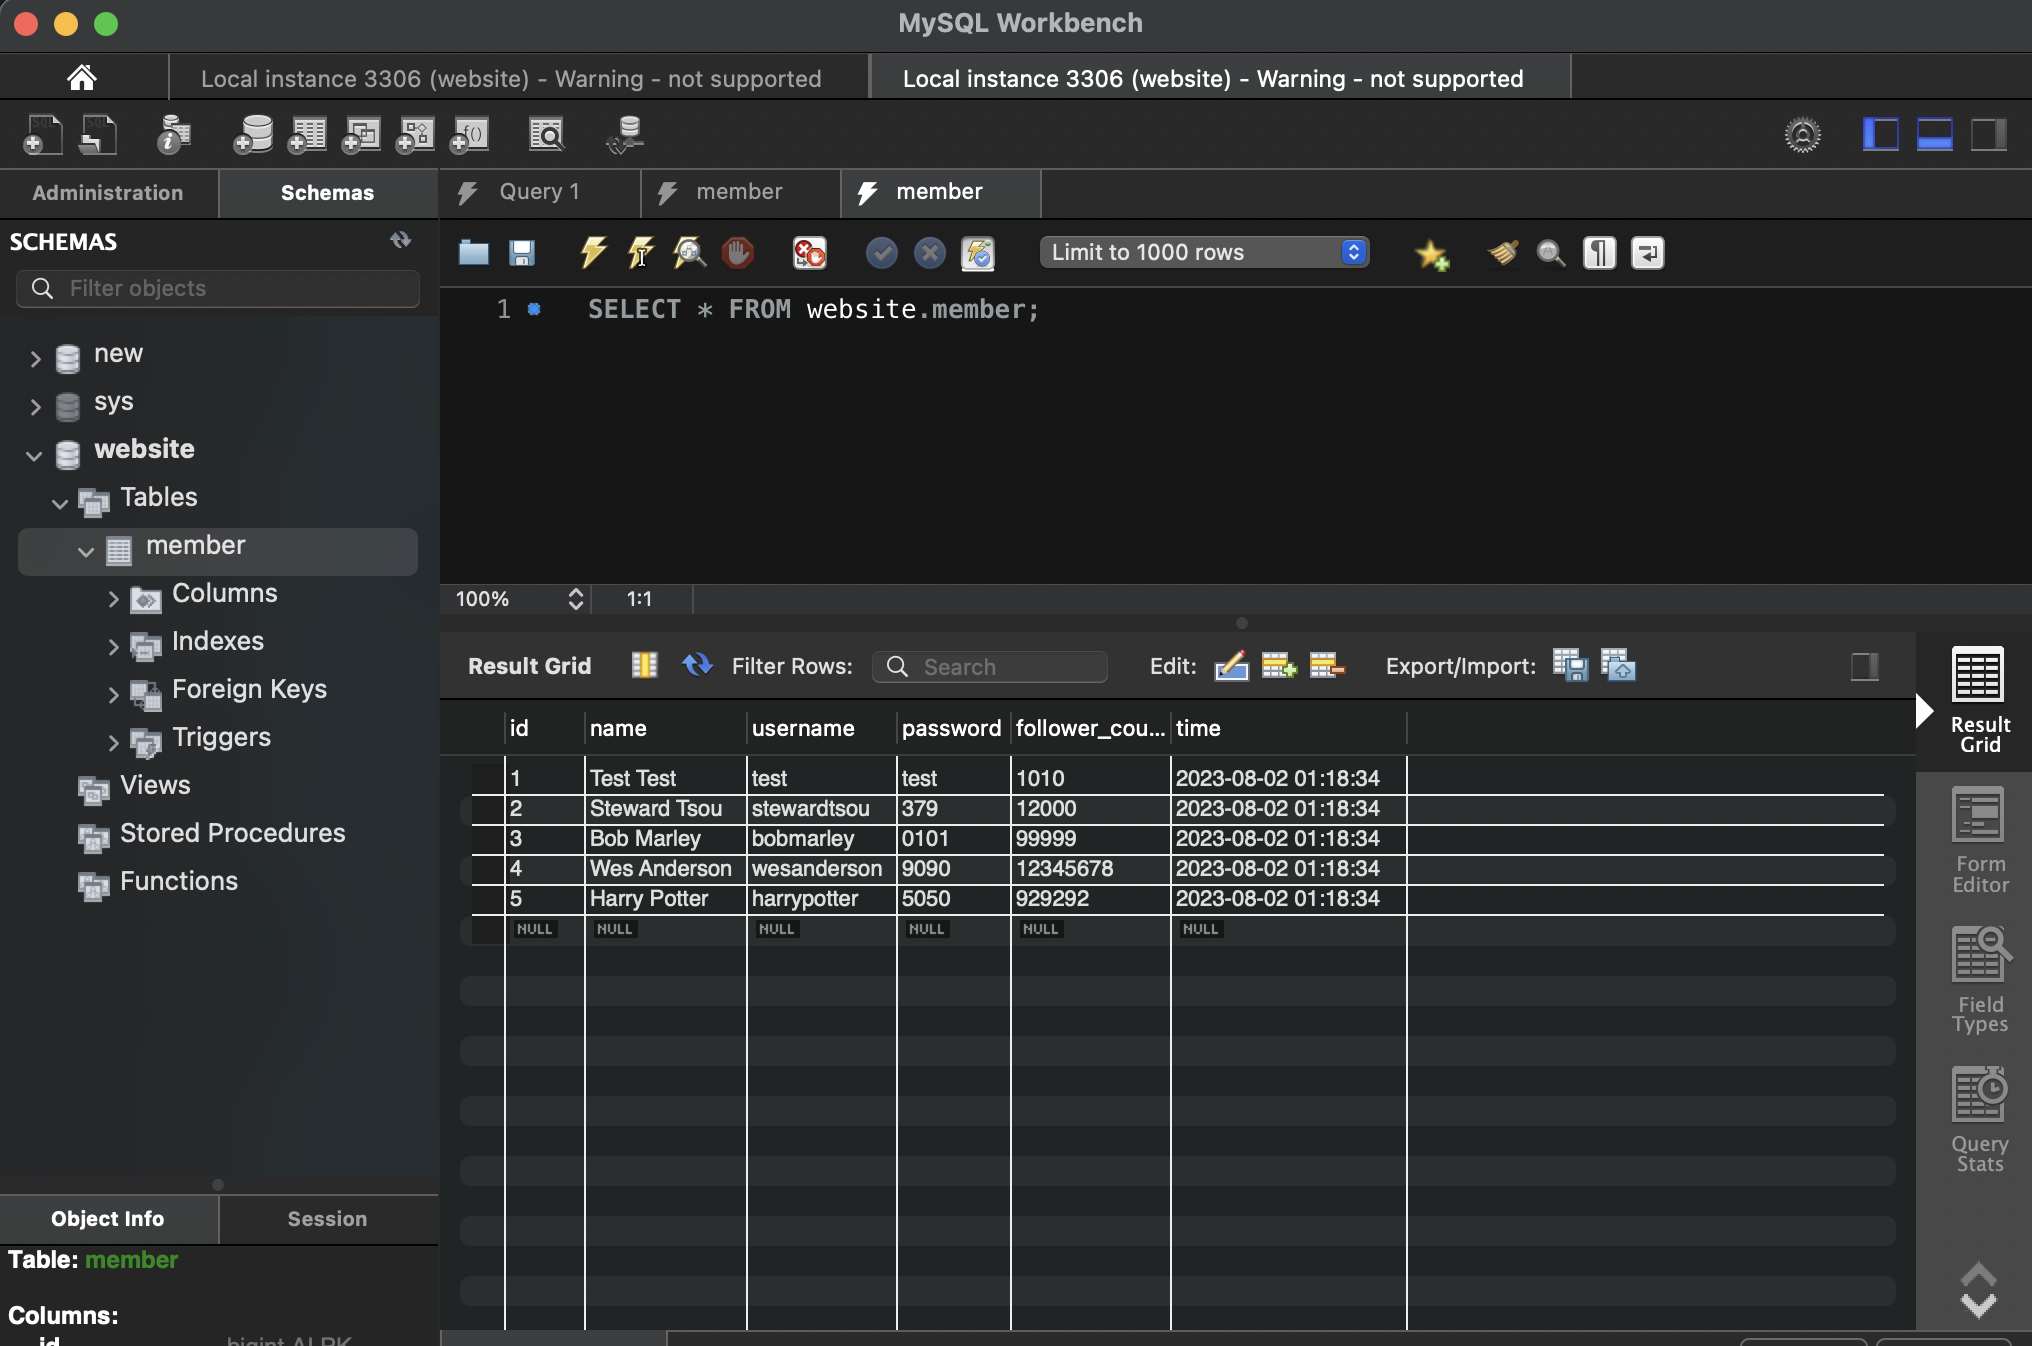 MySQL Workbench
Local instance 3306 (website) - Warning - not supported
Local instance 3306 (website) - Warning - not supported
Administration
Schemas
Query 1
member
member
SCHEMAS
Filter objects
new
sys
website
Tables
member
Columns
Indexes
Foreign Keys
Triggers
Views
Stored Procedures
Functions
Limit to 1000 rows
1 SELECT * FROM website.member;
100% 1:1
Result Grid Filter Rows: Search Edit: Export/Import:
id name username password follower_cou... time
1 Test Test test test 1010 2023-08-02 01:18:34
2 Steward Tsou stewardtsou 379 12000 2023-08-02 01:18:34
3 Bob Marley bobmarley 0101 99999 2023-08-02 01:18:34
4 Wes Anderson wesanderson 9090 12345678 2023-08-02 01:18:34
5 Harry Potter harrypotter 5050 929292 2023-08-02 01:18:34
NULL NULL NULL NULL NULL NULL
Result
Grid
Form
Editor
Field
Types
Query
Stats
Object Info
Session
Table: member
Columns:
id